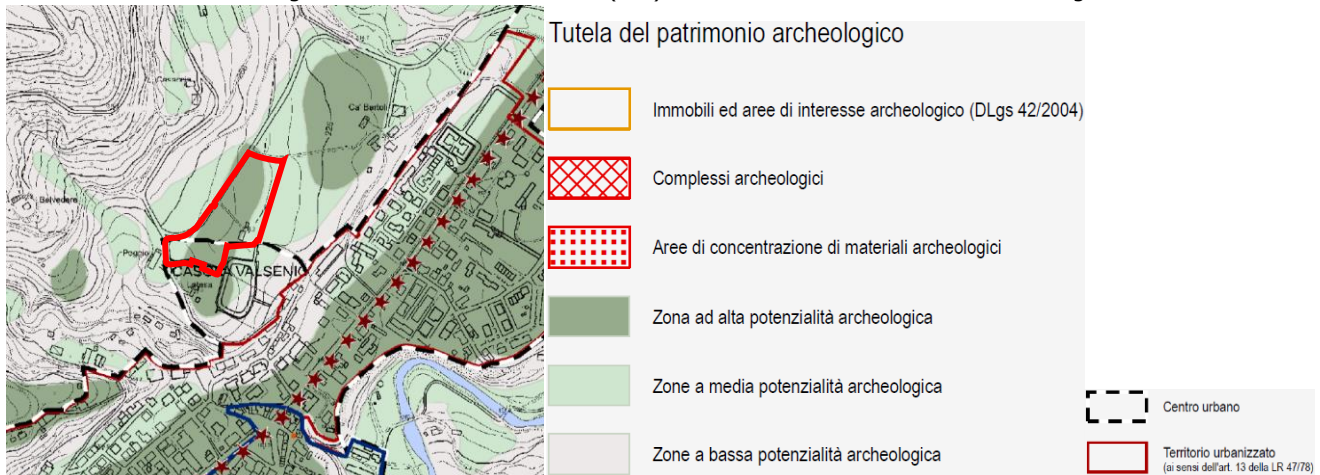 Tutela del patrimonio archeologico
Immobili ed aree di interesse archeologico (DLgs 42/2004)
Complessi archeologici
Aree di concentrazione di materiali archeologici
Zona ad alta potenzialità archeologica
Zone a media potenzialità archeologica
Zone a bassa potenzialità archeologica
Centro urbano
Territorio urbanizzato
(ai sensi dell'art. 13 della LR 47/78)
Ca' Bertoli
225
Belvedere
Poggio